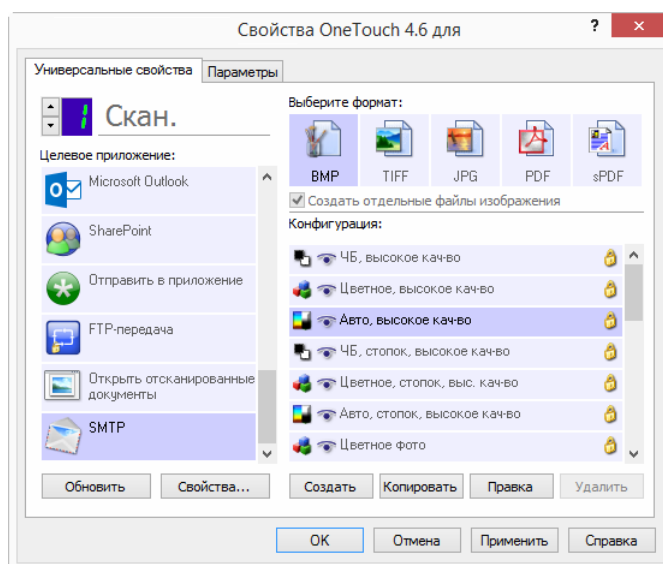 Свойства OneTouch 4.6 для
?
Универсальные свойства
Параметры
1
Скан.
Целевое приложение:
Microsoft Outlook
SharePoint
Отправить в приложение
FTP-передача
Открыть отсканированные
документы
SMTP
Обновить
Свойства...
Выберите формат:
BMP
TIFF
JPG
PDF
sPDF
Создать отдельные файлы изображения
Конфигурация:
ЧБ, высокое кач-во
Цветное, высокое кач-во
Авто, высокое кач-во
ЧБ, стопок, высокое кач-во
Цветное, стопок, выс. кач-во
Авто, стопок, высокое кач-во
Цветное фото
Создать
Копировать
Правка
Удалить
OK
Отмена
Применить
Справка